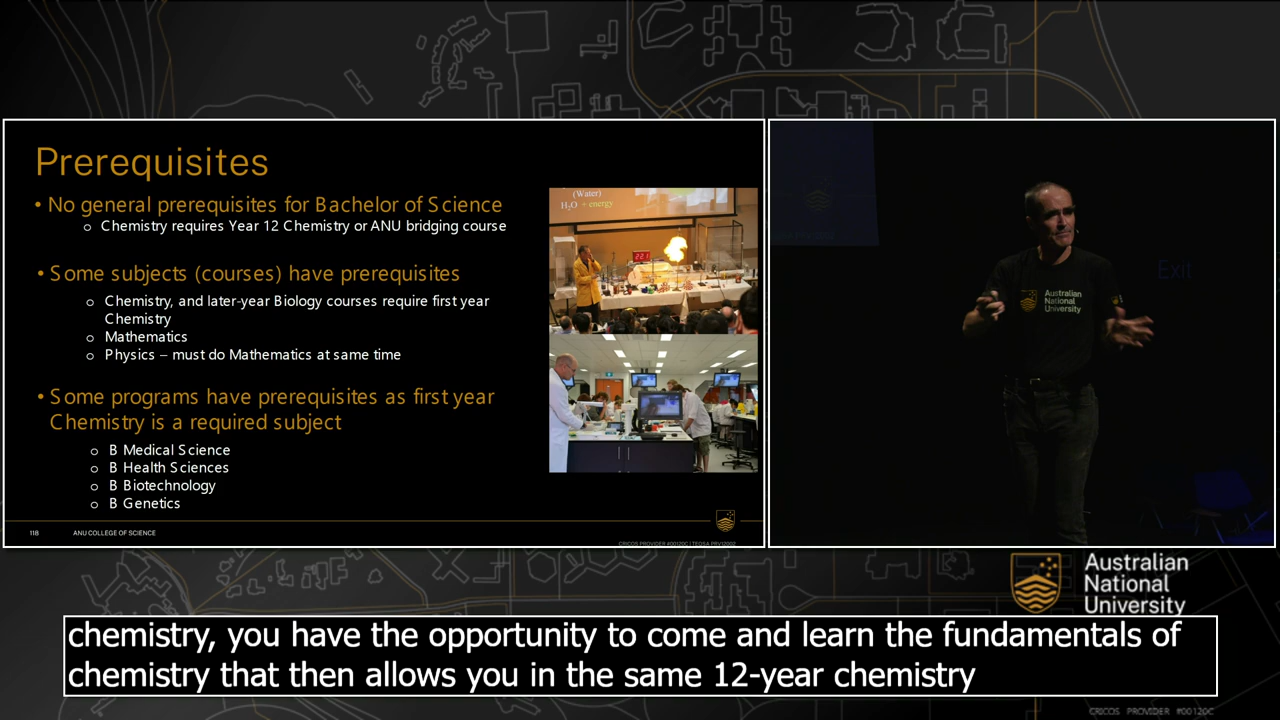 Prerequisites
• No general prerequisites for Bachelor of Science
o Chemistry requires Year 12 Chemistry or ANU bridging course
• Some subjects (courses) have prerequisites
o Chemistry, and later-year Biology courses require first year
Chemistry
o Mathematics
o Physics – must do Mathematics at same time
• Some programs have prerequisites as first year
Chemistry is a required subject
o B Medical Science
o B Health Sciences
o B Biotechnology
o B Genetics
(Water)
H₂O + energy
118 ANU COLLEGE OF SCIENCE
CRICOS PROVIDER #00120C | TEQSA PRV12002
Exit
Australian
National
University
Australian
National
University
chemistry, you have the opportunity to come and learn the fundamentals of
chemistry that then allows you in the same 12-year chemistry
CRICOS PROVIDER #00120C